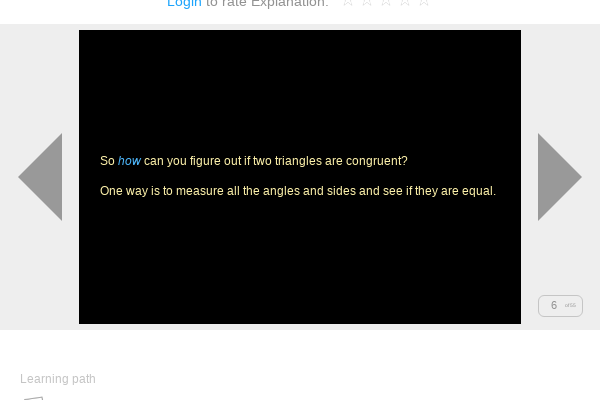 Login to rate Explanation:
So how can you figure out if two triangles are congruent?
One way is to measure all the angles and sides and see if they are equal.
6
Learning path